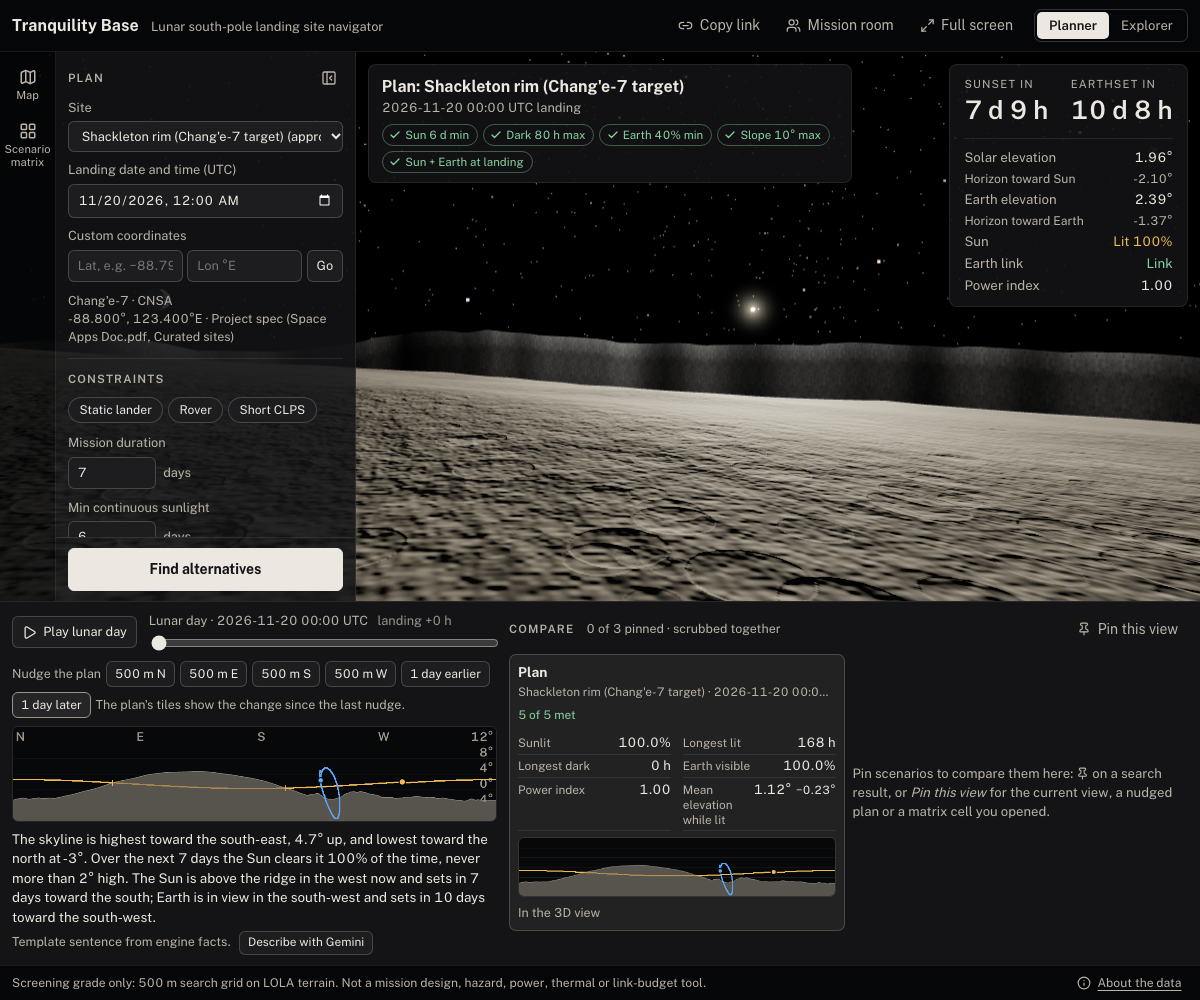 Tranquility Base Lunar south-pole landing site navigator
Copy link Mission room Full screen Planner Explorer
Map
Scenario
matrix
PLAN
Site
Shackleton rim (Chang'e-7 target) (appro
Landing date and time (UTC)
11/20/2026, 12:00 AM
Custom coordinates
Lat, e.g. −88.79 Lon °E Go
Chang'e-7 · CNSA
-88.800°, 123.400°E · Project spec (Space
Apps Doc.pdf, Curated sites)
CONSTRAINTS
Static lander Rover Short CLPS
Mission duration
7 days
Min continuous sunlight
6 days
Find alternatives
Plan: Shackleton rim (Chang'e-7 target)
2026-11-20 00:00 UTC landing
Sun 6 d min Dark 80 h max Earth 40% min Slope 10° max
Sun + Earth at landing
SUNSET IN EARTHSET IN
7 d 9 h 10 d 8 h
Solar elevation 1.96°
Horizon toward Sun -2.10°
Earth elevation 2.39°
Horizon toward Earth -1.37°
Sun Lit 100%
Earth link Link
Power index 1.00
Play lunar day
Lunar day · 2026-11-20 00:00 UTC landing +0 h
Nudge the plan 500 m N 500 m E 500 m S 500 m W 1 day earlier
1 day later The plan's tiles show the change since the last nudge.
N E S W 12°
8°
4°
0°
-4°
The skyline is highest toward the south-east, 4.7° up, and lowest toward the
north at -3°. Over the next 7 days the Sun clears it 100% of the time, never
more than 2° high. The Sun is above the ridge in the west now and sets in 7
days toward the south; Earth is in view in the south-west and sets in 10 days
toward the south-west.
Template sentence from engine facts. Describe with Gemini
COMPARE 0 of 3 pinned · scrubbed together Pin this view
Plan
Shackleton rim (Chang'e-7 target) · 2026-11-20 00:0...
5 of 5 met
Sunlit 100.0% Longest lit 168 h
Longest dark 0 h Earth visible 100.0%
Power index 1.00 Mean 1.12° −0.23°
elevation
while lit
In the 3D view
Pin scenarios to compare them here: on a search
result, or Pin this view for the current view, a nudged
plan or a matrix cell you opened.
Screening grade only: 500 m search grid on LOLA terrain. Not a mission design, hazard, power, thermal or link-budget tool.
About the data